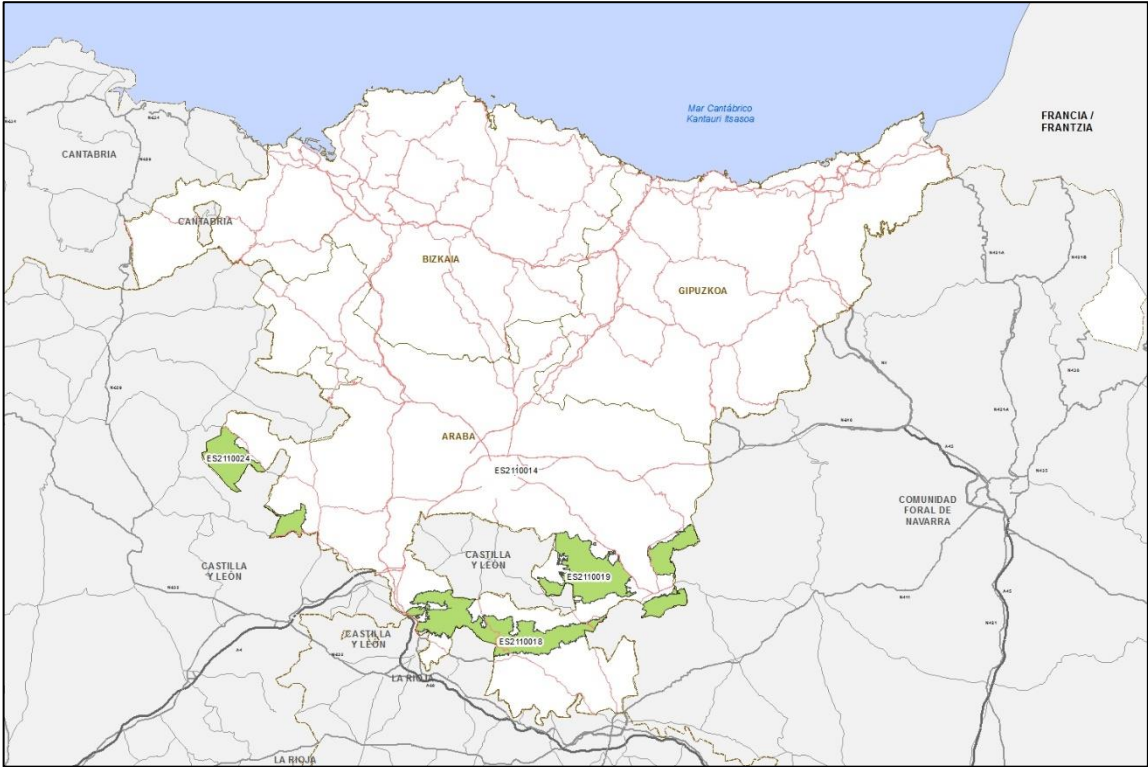 Mar Cantábrico
Kantauri Itsasoa
FRANCIA /
FRANTZIA
CANTABRIA
CANTABRIA
BIZKAIA
GIPUZKOA
ARABA
ES2110024
ES2110014
COMUNIDAD
FORAL DE
NAVARRA
CASTILLA
Y LEÓN
CASTILLA
Y LEÓN
ES2110019
CASTILLA
Y LEÓN
ES2110018
LA RIOJA
LA RIOJA